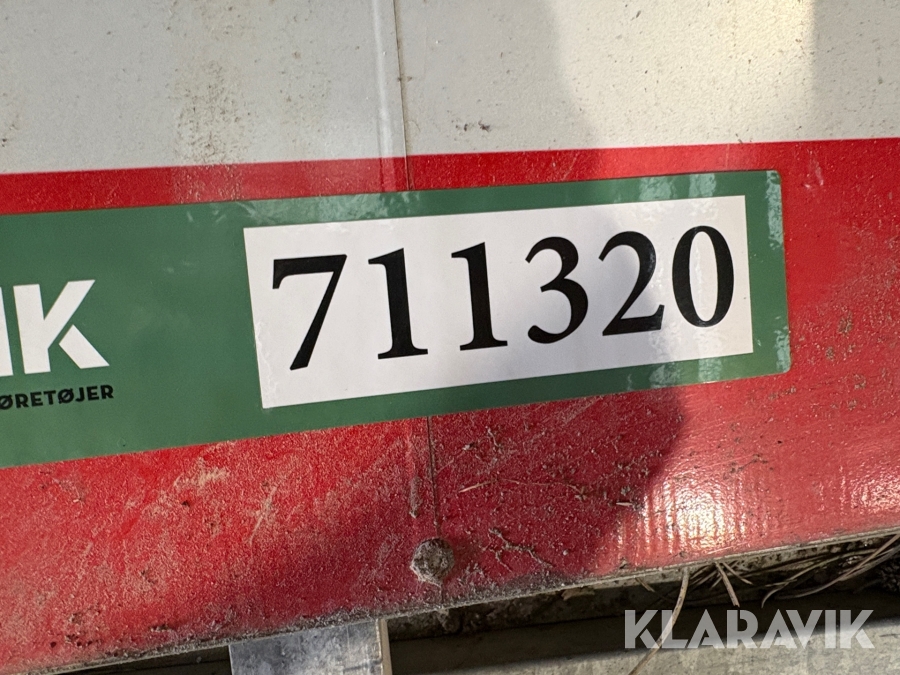 711320
IK
ØRETØJER
KLARAVIK